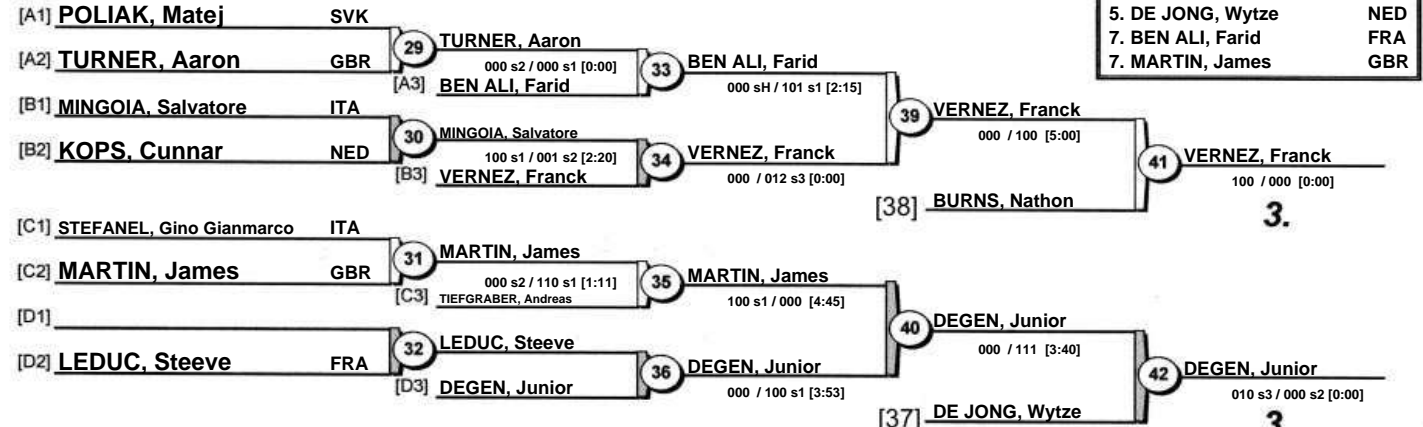 [A1] POLIAK, Matej SVK
[A2] TURNER, Aaron GBR
29
TURNER, Aaron
000 s2 / 000 s1 [0:00]
[A3] BEN ALI, Farid
33
BEN ALI, Farid
000 sH / 101 s1 [2:15]
[B1] MINGOIA, Salvatore ITA
[B2] KOPS, Cunnar NED
30
MINGOIA, Salvatore
100 s1 / 001 s2 [2:20]
[B3] VERNEZ, Franck
34
VERNEZ, Franck
000 / 012 s3 [0:00]
39
VERNEZ, Franck
000 / 100 [5:00]
[38] BURNS, Nathon
41
VERNEZ, Franck
100 / 000 [0:00]
3.
[C1] STEFANEL, Gino Gianmarco ITA
[C2] MARTIN, James GBR
31
MARTIN, James
000 s2 / 110 s1 [1:11]
[C3] TIEFGRABER, Andreas
35
MARTIN, James
100 s1 / 000 [4:45]
[D1]
[D2] LEDUC, Steeve FRA
32
LEDUC, Steeve
[D3] DEGEN, Junior
36
DEGEN, Junior
000 / 100 s1 [3:53]
40
DEGEN, Junior
000 / 111 [3:40]
[37] DE JONG, Wytze
42
DEGEN, Junior
010 s3 / 000 s2 [0:00]
3.
5. DE JONG, Wytze NED
7. BEN ALI, Farid FRA
7. MARTIN, James GBR